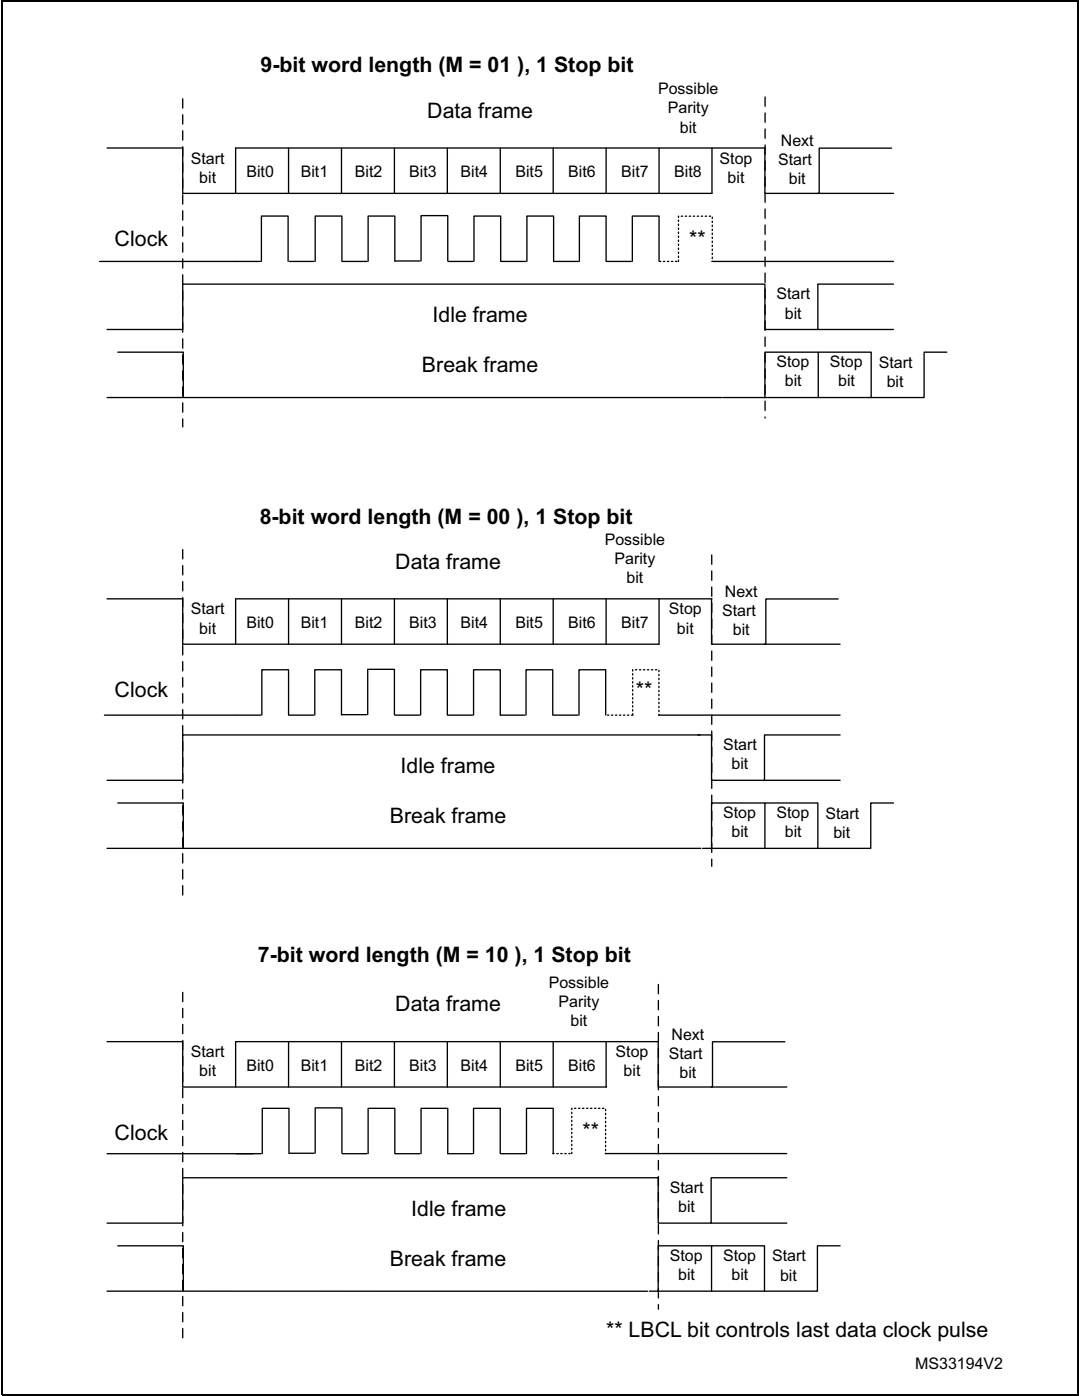 9-bit word length (M = 01 ), 1 Stop bit
Possible
Parity
bit
Data frame
Next
Start
bit
Start
bit
Bit0 Bit1 Bit2 Bit3 Bit4 Bit5 Bit6 Bit7 Bit8
Stop
bit
Clock
**
Idle frame
Start
bit
Break frame
Stop
bit
Stop
bit
Start
bit
8-bit word length (M = 00 ), 1 Stop bit
Possible
Parity
bit
Data frame
Next
Start
bit
Start
bit
Bit0 Bit1 Bit2 Bit3 Bit4 Bit5 Bit6 Bit7
Stop
bit
Clock
**
Idle frame
Start
bit
Break frame
Stop
bit
Stop
bit
Start
bit
7-bit word length (M = 10 ), 1 Stop bit
Possible
Parity
bit
Data frame
Next
Start
bit
Start
bit
Bit0 Bit1 Bit2 Bit3 Bit4 Bit5 Bit6
Stop
bit
Clock
**
Idle frame
Start
bit
Break frame
Stop
bit
Stop
bit
Start
bit
** LBCL bit controls last data clock pulse
MS33194V2